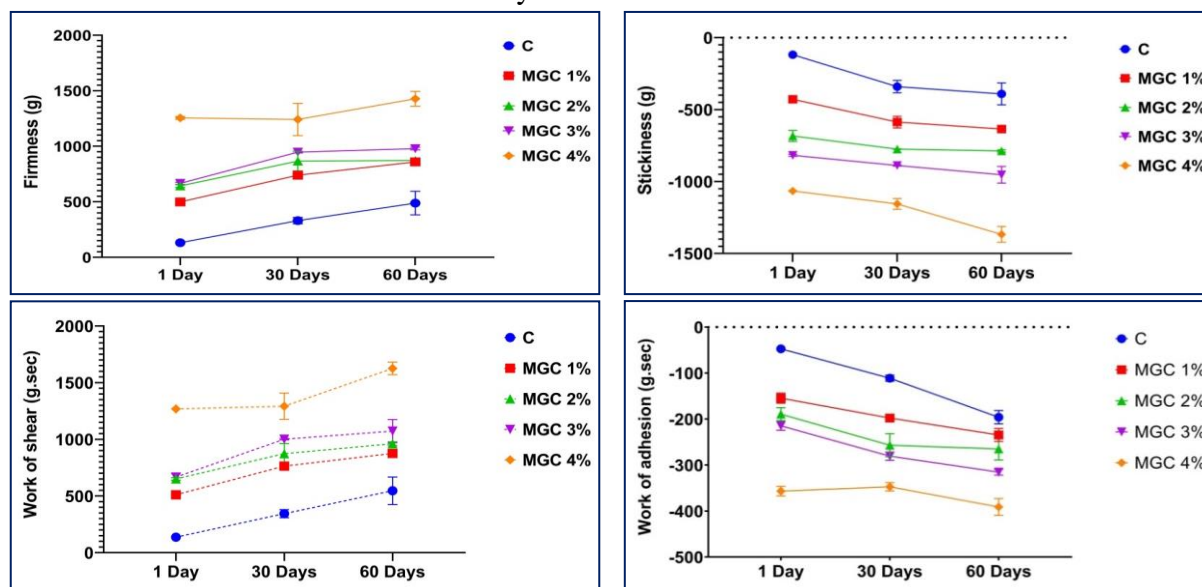 y
2000
1500
1000
500
0
Firmness (g)
1 Day
30 Days
60 Days
C
MGC 1%
MGC 2%
MGC 3%
MGC 4%
0
-500
-1000
-1500
Stickiness (g)
1 Day
30 Days
60 Days
C
MGC 1%
MGC 2%
MGC 3%
MGC 4%
2000
1500
1000
500
0
Work of shear (g.sec)
1 Day
30 Days
60 Days
C
MGC 1%
MGC 2%
MGC 3%
MGC 4%
0
-100
-200
-300
-400
-500
Work of adhesion (g.sec)
1 Day
30 Days
60 Days
C
MGC 1%
MGC 2%
MGC 3%
MGC 4%